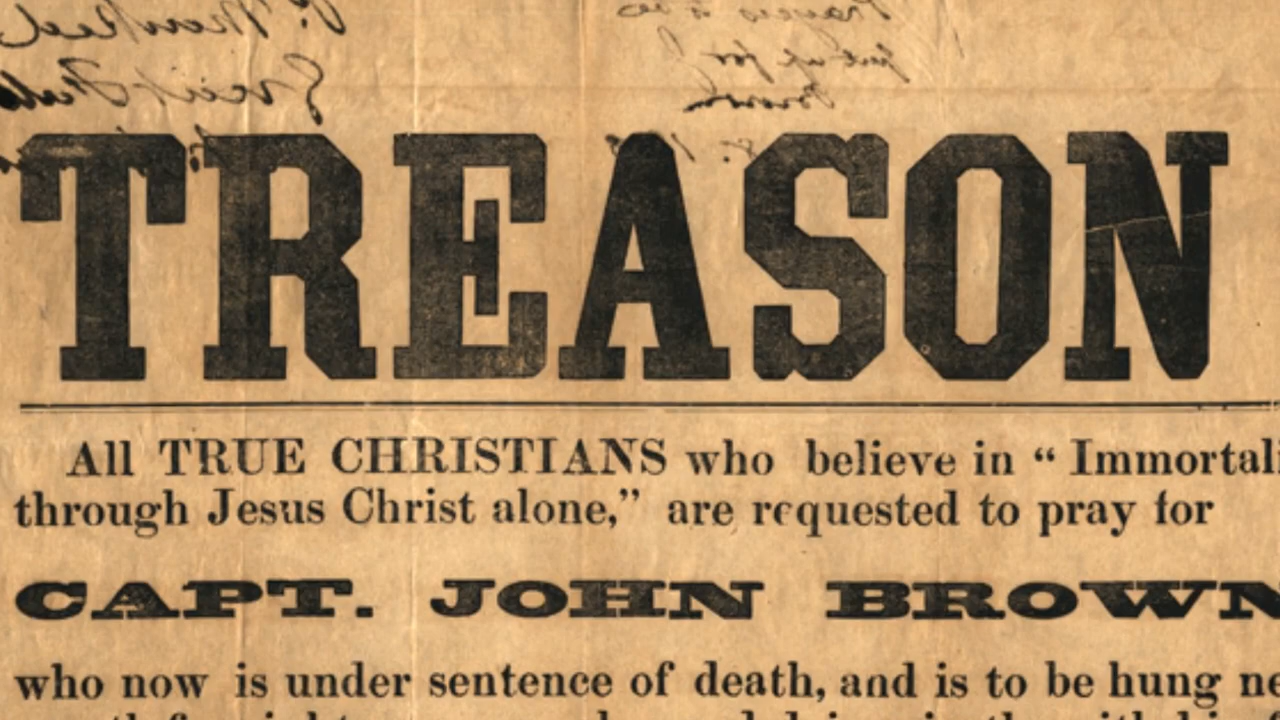 TREASON
All TRUE CHRISTIANS who believe in “ Immortali
through Jesus Christ alone,” are requested to pray for
CAPT. JOHN BROWN
who now is under sentence of death, and is to be hung ne